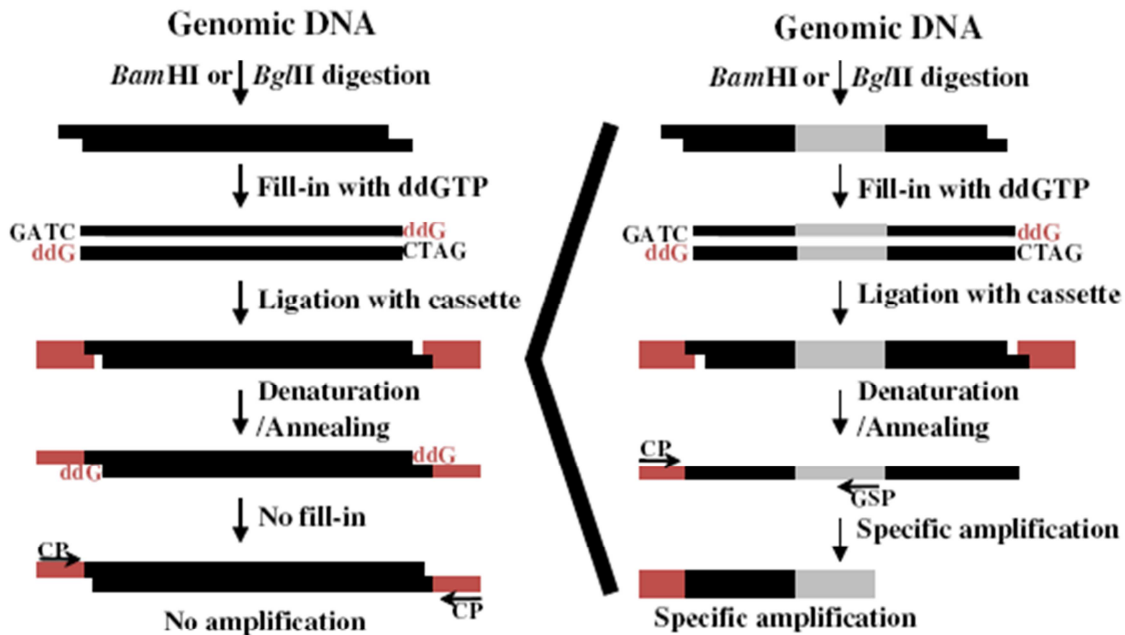 Genomic DNA
BamHI or BglII digestion
Fill-in with ddGTP
GATC ddG
ddG CTAG
Ligation with cassette
Denaturation
/Annealing
ddG
ddG
No fill-in
CP
CP
No amplification
Genomic DNA
BamHI or BglII digestion
Fill-in with ddGTP
GATC ddG
ddG CTAG
Ligation with cassette
Denaturation
/Annealing
CP
GSP
Specific amplification
Specific amplification